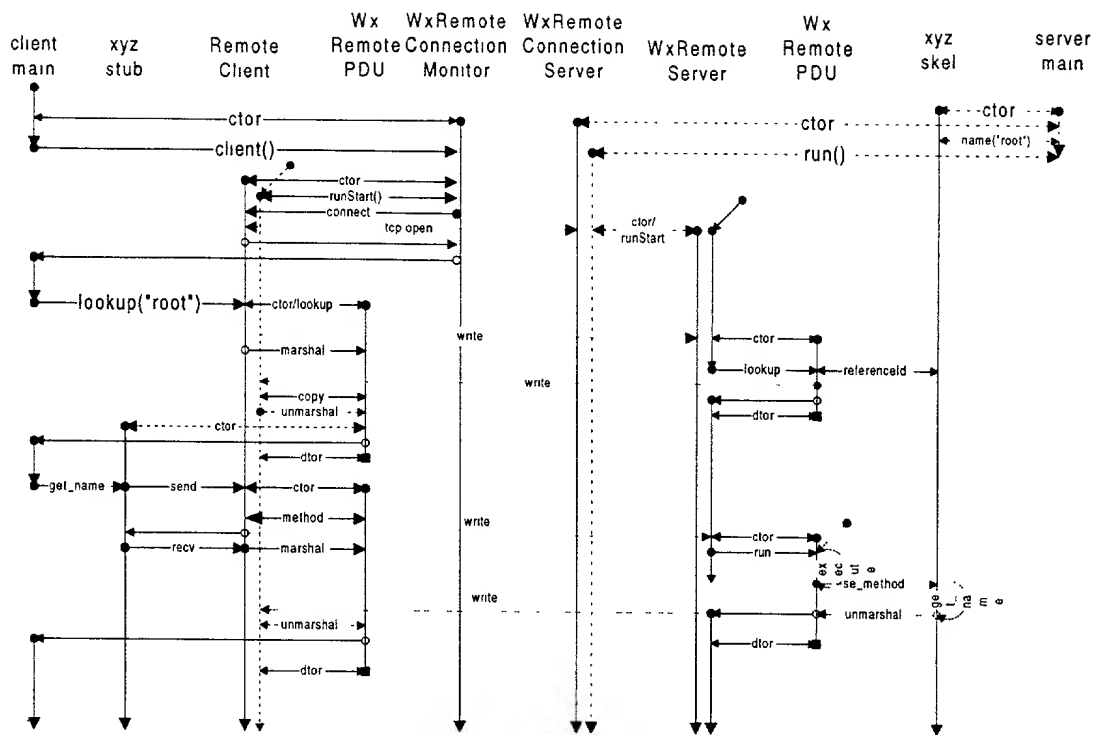 client main
xyz stub
Remote Client
Wx Remote PDU
WxRemote Connection Monitor
WxRemote Connection Server
WxRemote Server
Wx Remote PDU
xyz skel
server main
ctor
ctor
ctor
name("root")
client()
run()
ctor
runStart()
connect
tcp open
ctor/
runStart
lookup("root")
ctor/lookup
write
ctor
marshal
lookup
referenceId
write
copy
unmarshal
dtor
ctor
dtor
get_name
send
ctor
method
write
ctor
recv
marshal
run
execute
se_method
get_name
write
unmarshal
unmarshal
dtor
dtor